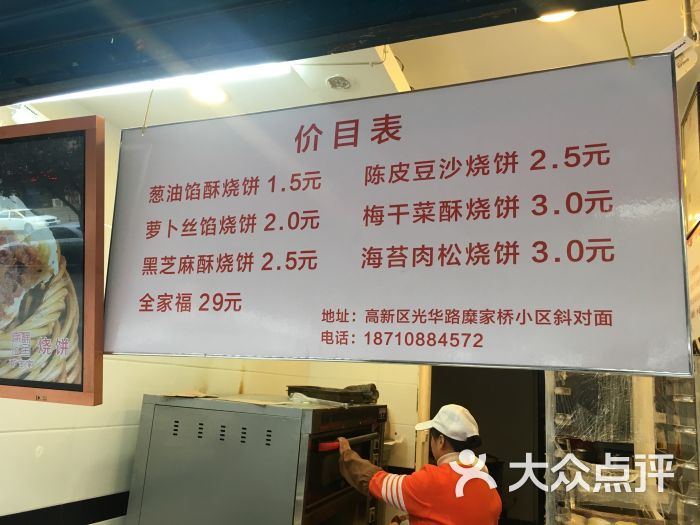 价目表
葱油馅酥烧饼 1.5元
萝卜丝馅烧饼 2.0元
黑芝麻酥烧饼 2.5元
全家福 29元
陈皮豆沙烧饼 2.5元
梅干菜酥烧饼 3.0元
海苔肉松烧饼 3.0元
地址：高新区光华路糜家桥小区斜对面
电话：18710884572
烧饼
大众点评